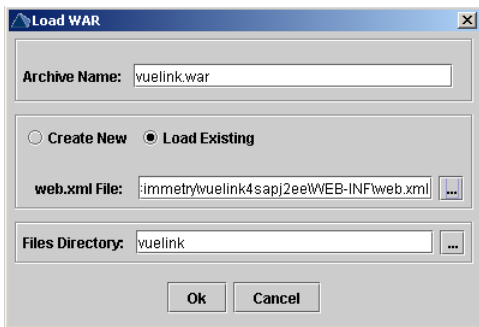 Load WAR
Archive Name: vuelink.war
Create New Load Existing
web.xml File: :immetry\vuelink4sapj2ee\WEB-INF\web.xml ...
Files Directory: vuelink ...
Ok Cancel